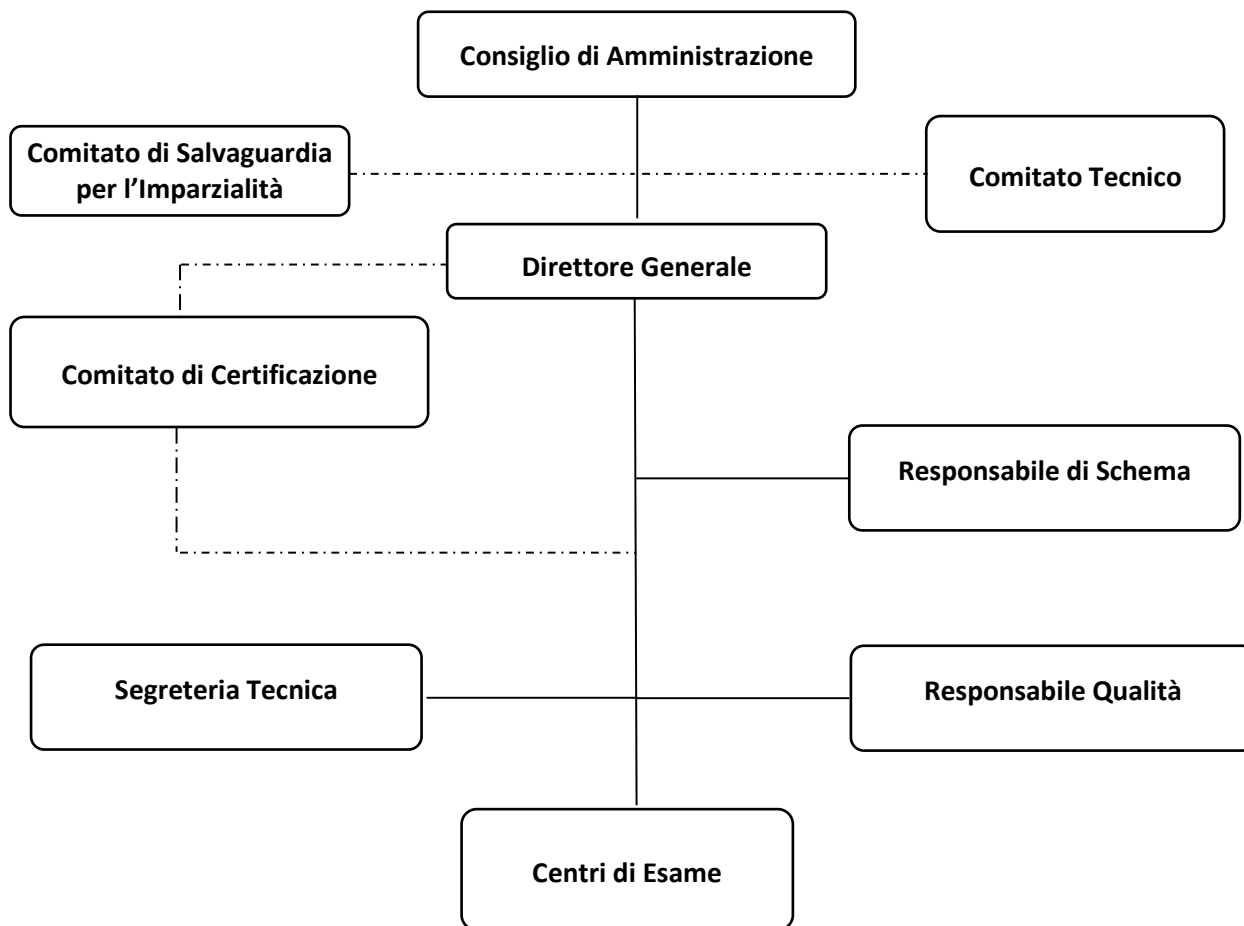 Consiglio di Amministrazione
Comitato di Salvaguardia
per l’Imparzialità
Comitato Tecnico
Direttore Generale
Comitato di Certificazione
Responsabile di Schema
Segreteria Tecnica
Responsabile Qualità
Centri di Esame